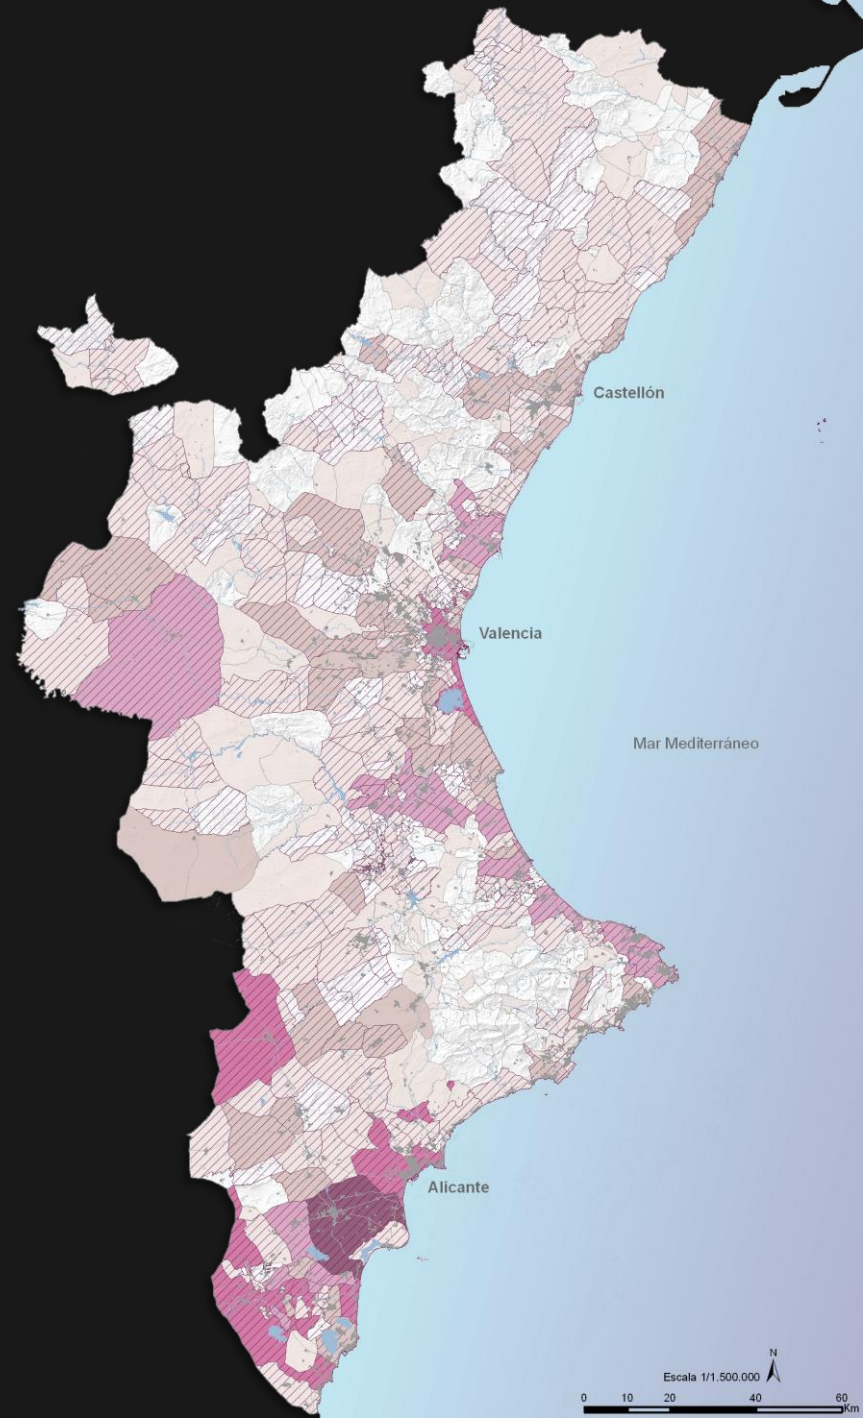 Castellón
Valencia
Mar Mediterráneo
Alicante
N
Escala 1/1.500.000
0 10 20 40 60
Km